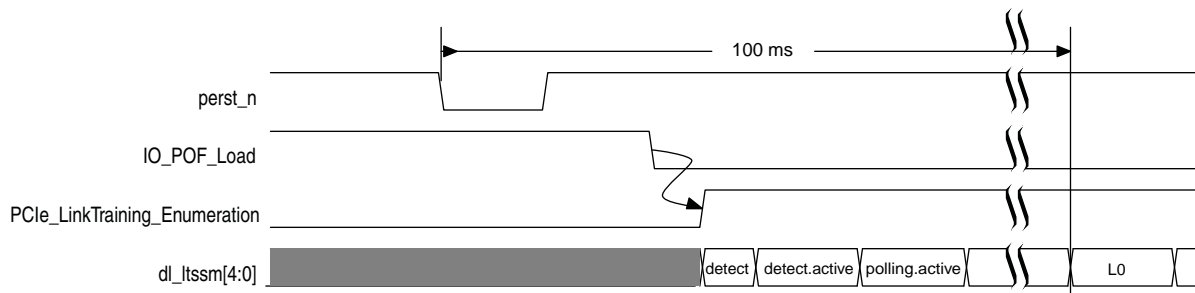 100 ms
perst_n
IO_POF_Load
PCIe_LinkTraining_Enumeration
dl_ltssm[4:0] detect detect.active polling.active L0